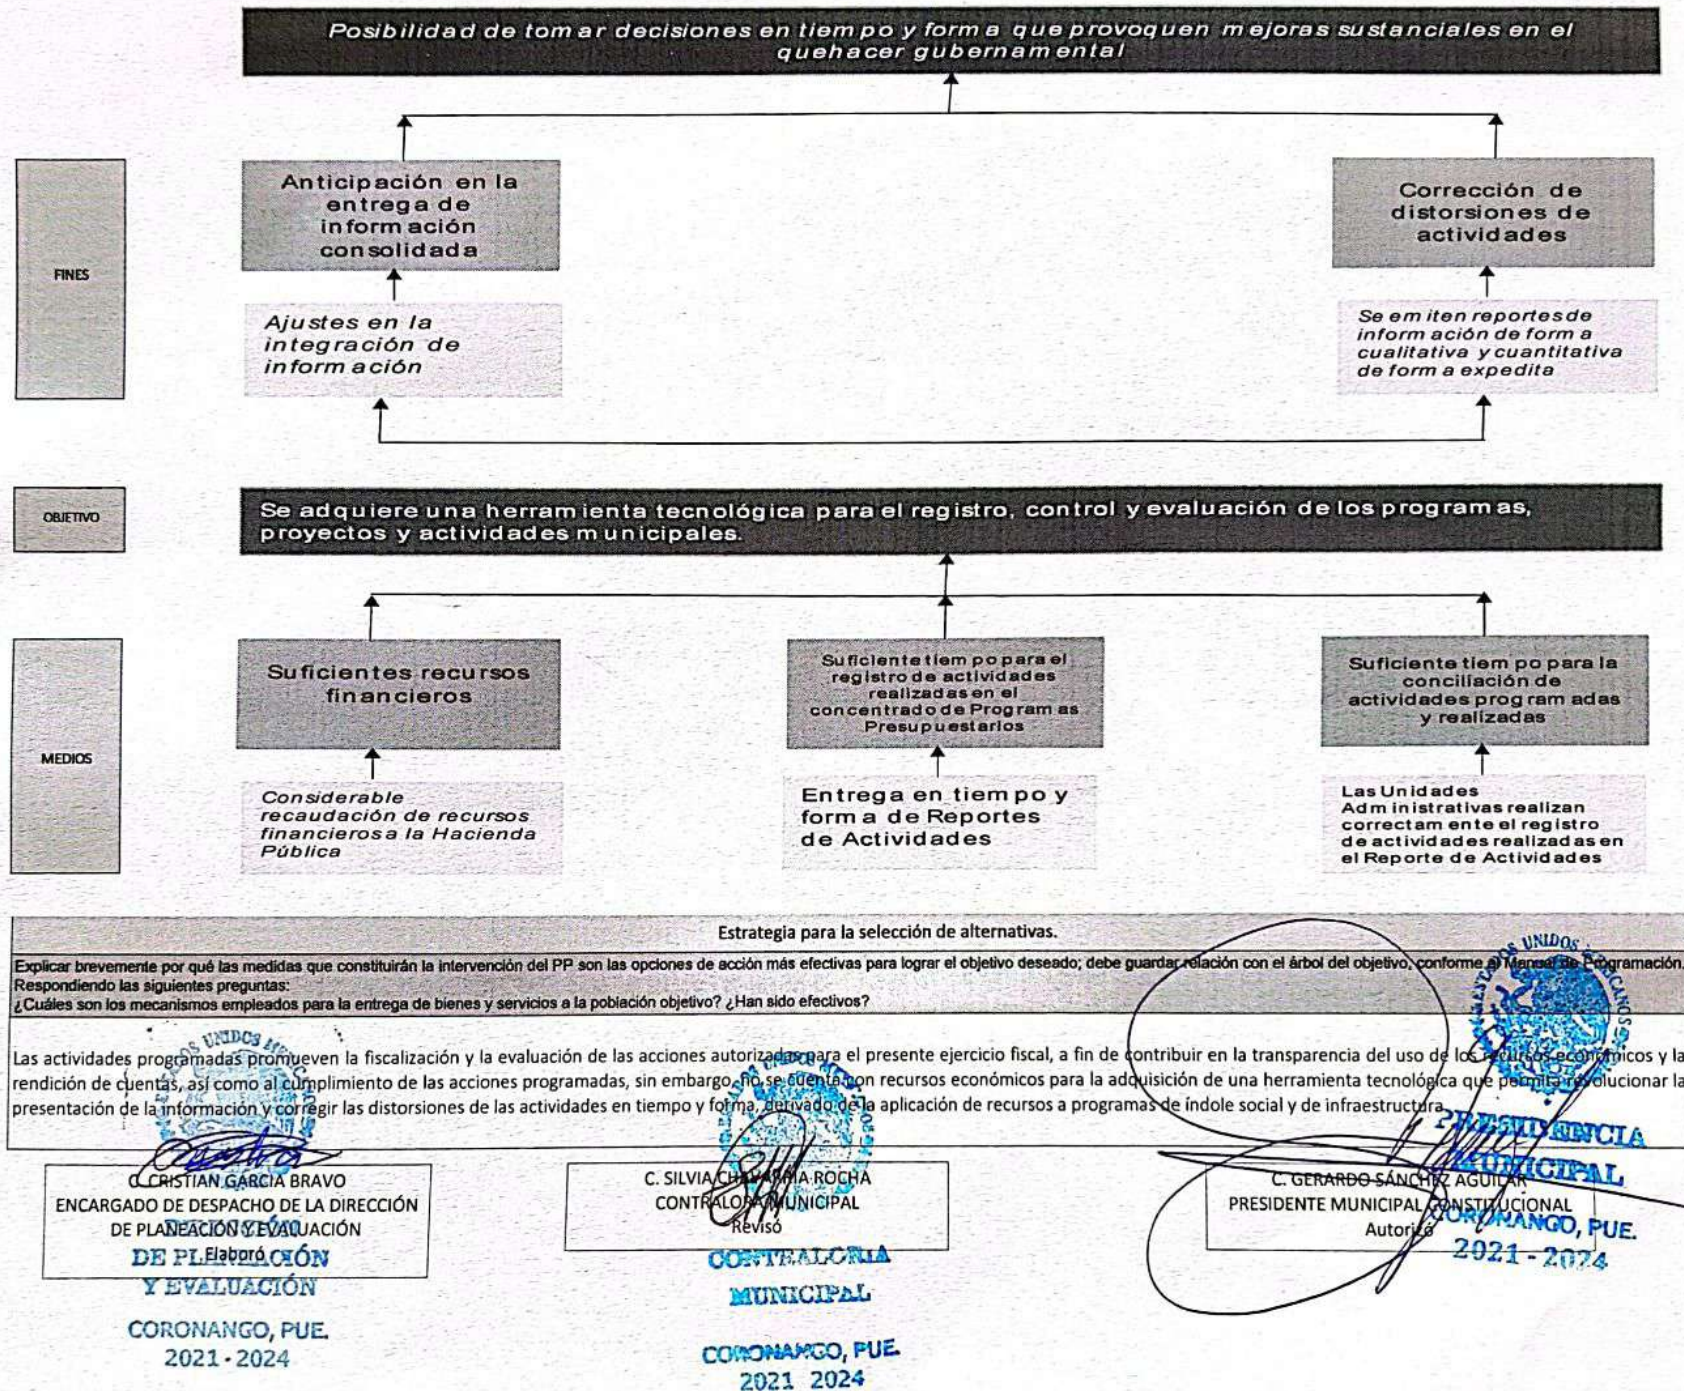 Posibilidad de tomar decisiones en tiempo y forma que provoquen mejoras sustanciales en el
quehacer gubernamental
FINES
Anticipación en la
entrega de
información
consolidada
Corrección de
distorsiones de
actividades
Ajustes en la
integración de
información
Se emiten reportes de
información de forma
cualitativa y cuantitativa
de forma expedita
OBJETIVO
Se adquiere una herramienta tecnológica para el registro, control y evaluación de los programas,
proyectos y actividades municipales.
MEDIOS
Suficientes recursos
financieros
Suficiente tiempo para el
registro de actividades
realizadas en el
concentrado de Programas
Presupuestarios
Suficiente tiempo para la
conciliación de
actividades programadas
y realizadas
Considerable
recaudación de recursos
financieros a la Hacienda
Pública
Entrega en tiempo y
forma de Reportes
de Actividades
Las Unidades
Administrativas realizan
correctamente el registro
de actividades realizadas en
el Reporte de Actividades
Estrategia para la selección de alternativas.
Explicar brevemente por qué las medidas que constituirán la intervención del PP son las opciones de acción más efectivas para lograr el objetivo deseado; debe guardar relación con el árbol del objetivo, conforme al Manual de Programación.
Respondiendo las siguientes preguntas:
¿Cuáles son los mecanismos empleados para la entrega de bienes y servicios a la población objetivo? ¿Han sido efectivos?
Las actividades programadas promueven la fiscalización y la evaluación de las acciones autorizadas para el presente ejercicio fiscal, a fin de contribuir en la transparencia del uso de los recursos económicos y la
rendición de cuentas, así como al cumplimiento de las acciones programadas, sin embargo, no se cuenta con recursos económicos para la adquisición de una herramienta tecnológica que permita revolucionar la
presentación de la información y corregir las distorsiones de las actividades en tiempo y forma, derivado de la aplicación de recursos a programas de índole social y de infraestructura
C. CRISTIAN GARCIA BRAVO
ENCARGADO DE DESPACHO DE LA DIRECCIÓN
DE PLANEACIÓN Y EVALUACIÓN
Elaboró
DE PLANEACIÓN
Y EVALUACIÓN
CORONANGO, PUE.
2021-2024
C. SILVIA CHAVARRIA ROCHA
CONTRALORA MUNICIPAL
Revisó
CONTRALORIA
MUNICIPAL
CORONANGO, PUE.
2021 2024
C. GERARDO SÁNCHEZ AGUILAR
PRESIDENTE MUNICIPAL CONSTITUCIONAL
Autorizó
PRESIDENCIA
MUNICIPAL
CORONANGO, PUE.
2021 - 2024